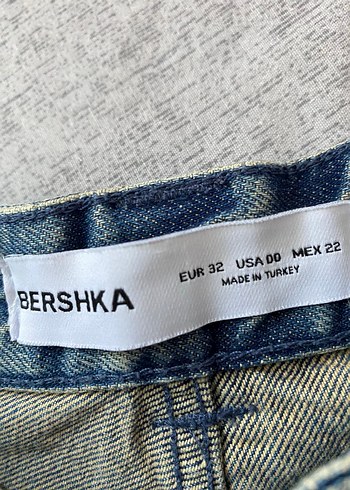 BERSHKA
EUR 32 USA 00 MEX 22
MADE IN TURKEY